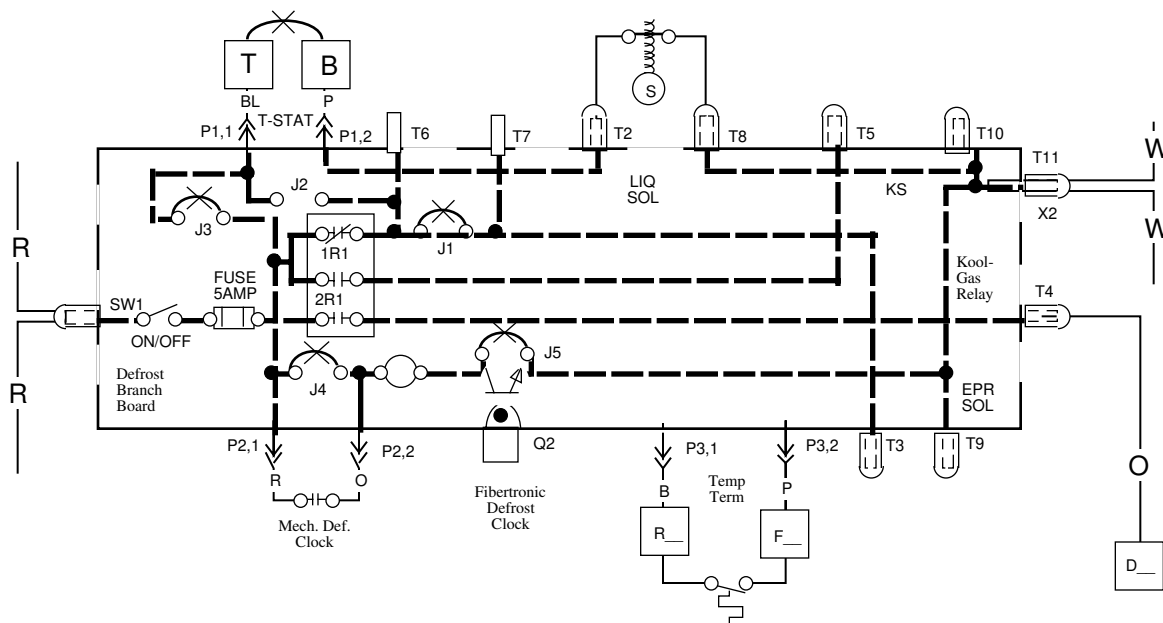 T
B
S
BL
P
T-STAT
P1,1
P1,2
T6
T7
T2
T8
T5
T10
T11
W
J2
LIQ
SOL
KS
X2
J3
J1
W
R
1R1
FUSE
5AMP
Kool-
Gas
Relay
SW1
2R1
T4
ON/OFF
J5
J4
Defrost
Branch
Board
EPR
SOL
R
P2,1
P2,2
Q2
P3,1
P3,2
T3
T9
O
R
O
Fibertronic
Defrost
Clock
B
Temp
Term
P
Mech. Def.
Clock
R__
F__
D__